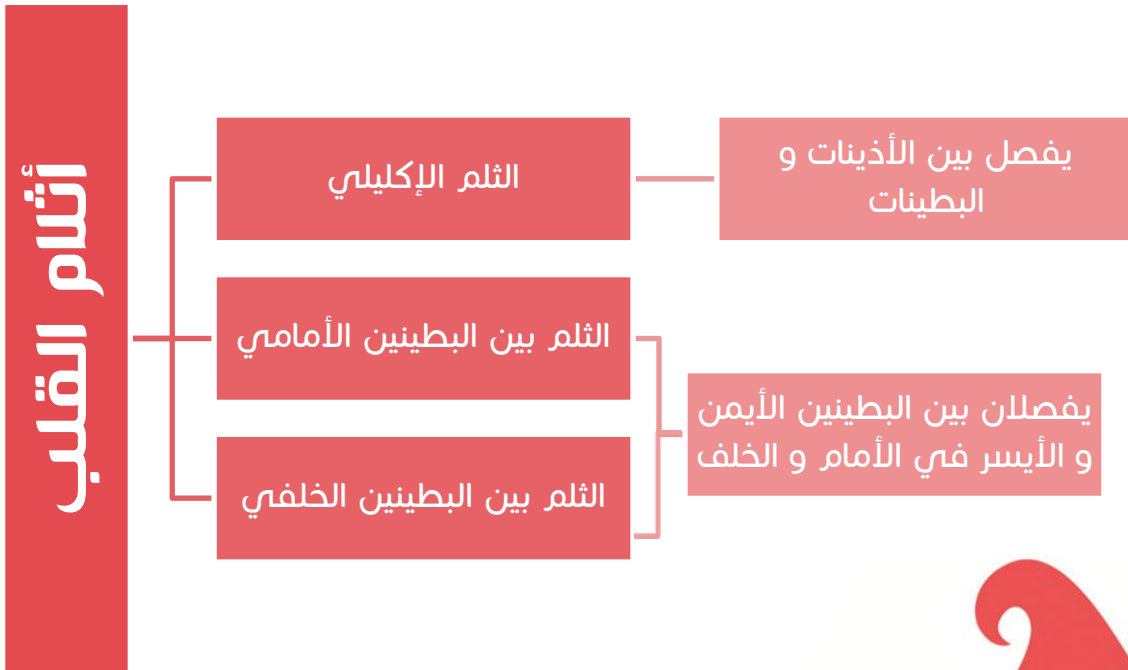 أثلام القلب
الثلم الإكليلي
يفصل بين الأذينات و
البطينات
الثلم بين البطينين الأمامي
الثلم بين البطينين الخلفي
يفصلان بين البطينين الأيمن
و الأيسر في الأمام و الخلف